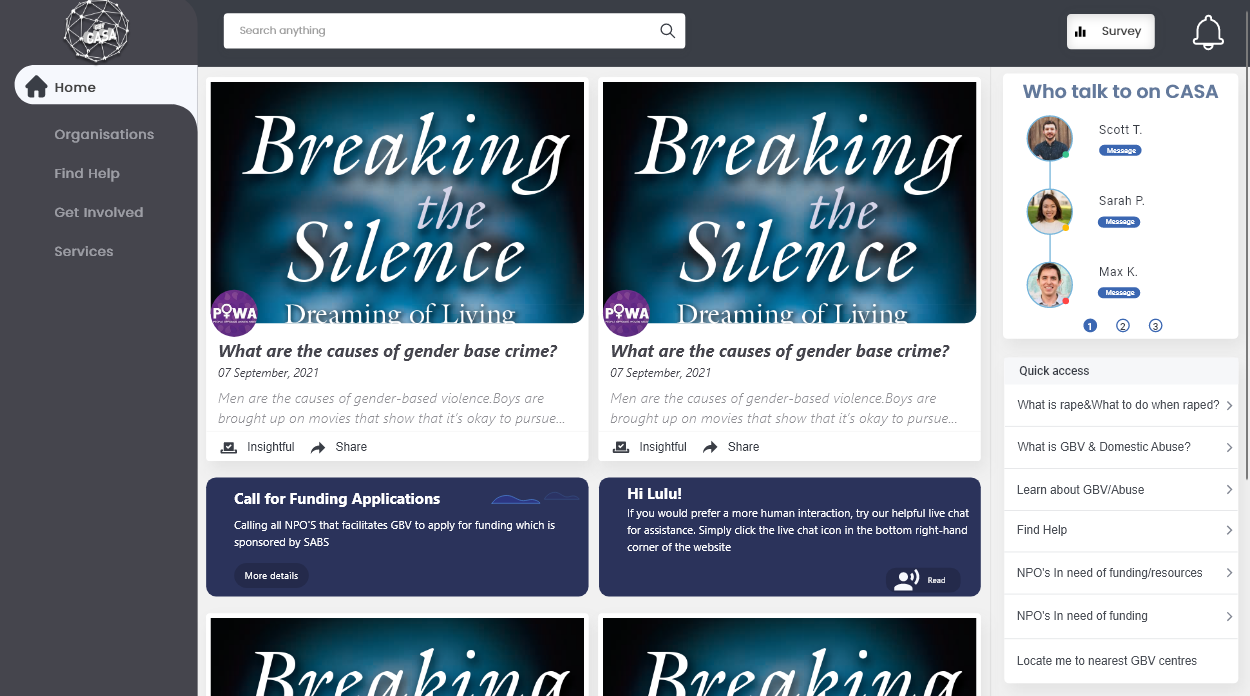 GBV
CASA
Search anything
Survey
Home
Organisations
Find Help
Get Involved
Services
Breaking
the
Silence
Dreaming of Living
POWA
What are the causes of gender base crime?
07 September, 2021
Men are the causes of gender-based violence.Boys are
brought up on movies that show that it's okay to pursue...
Insightful
Share
Breaking
the
Silence
Dreaming of Living
POWA
What are the causes of gender base crime?
07 September, 2021
Men are the causes of gender-based violence.Boys are
brought up on movies that show that it's okay to pursue...
Insightful
Share
Call for Funding Applications
Calling all NPO'S that facilitates GBV to apply for funding which is
sponsored by SABS
More details
Hi Lulu!
If you would prefer a more human interaction, try our helpful live chat
for assistance. Simply click the live chat icon in the bottom right-hand
corner of the website
Read
Breaking
Breaking
Who talk to on CASA
Scott T.
Message
Sarah P.
Message
Max K.
Message
1 2 3
Quick access
What is rape&What to do when raped?
What is GBV & Domestic Abuse?
Learn about GBV/Abuse
Find Help
NPO's In need of funding/resources
NPO's In need of funding
Locate me to nearest GBV centres